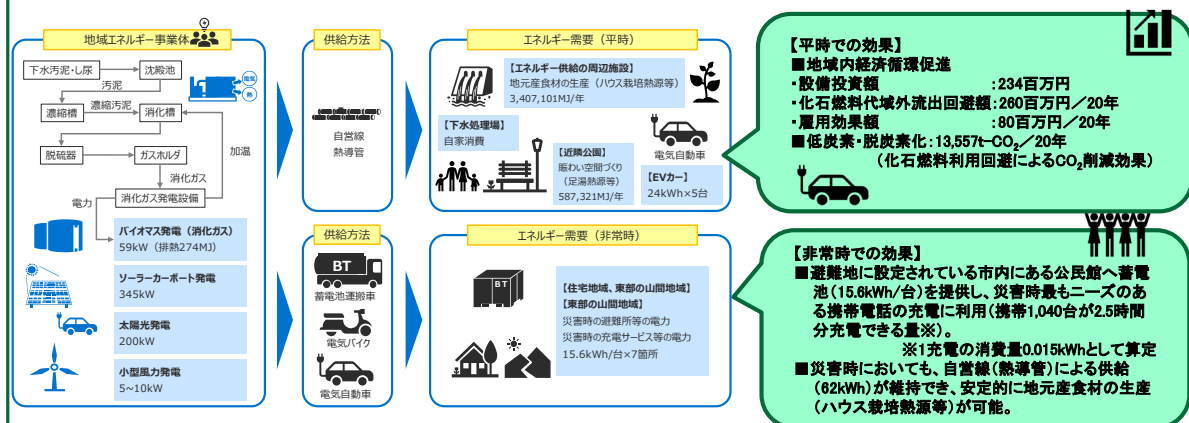 地域エネルギー事業体
下水汚泥・し尿
沈殿池
汚泥
濃縮槽
濃縮汚泥
消化槽
脱硫器
ガスホルダ
加温
消化ガス
電力
消化ガス発電設備
電気
熱
バイオマス発電（消化ガス）
59kW（排熱274MJ）
ソーラーカーポート発電
345kW
太陽光発電
200kW
小型風力発電
5~10kW
供給方法
自営線
熱導管
供給方法
BT
蓄電池運搬車
電気バイク
電気自動車
エネルギー需要（平時）
【エネルギー供給の周辺施設】
地元産食材の生産（ハウス栽培熱源等）
3,407,101MJ/年
【下水処理場】
自家消費
【近隣公園】
賑わい空間づくり
（足湯熱源等）
587,321MJ/年
電気自動車
【EVカー】
24kWh×5台
エネルギー需要（非常時）
BT
【住宅地域、東部の山間地域】
【東部の山間地域】
災害時の避難所等の電力
災害時の充電サービス等の電力
15.6kWh/台×7箇所
【平時での効果】
■地域内経済循環促進
・設備投資額　　　　　　　：234百万円
・化石燃料代域外流出回避額：260百万円／20年
・雇用効果額　　　　　　　：80百万円／20年
■低炭素・脱炭素化：13,557t-CO₂／20年
（化石燃料利用回避によるCO₂削減効果）
【非常時での効果】
■避難地に設定されている市内にある公民館へ蓄電
池（15.6kWh/台）を提供し、災害時最もニーズのあ
る携帯電話の充電に利用（携帯1,040台が2.5時間
分充電できる量※）。
※1充電の消費量0.015kWhとして算定
■災害時においても、自営線（熱導管）による供給
（62kWh）が維持でき、安定的に地元産食材の生産
（ハウス栽培熱源等）が可能。